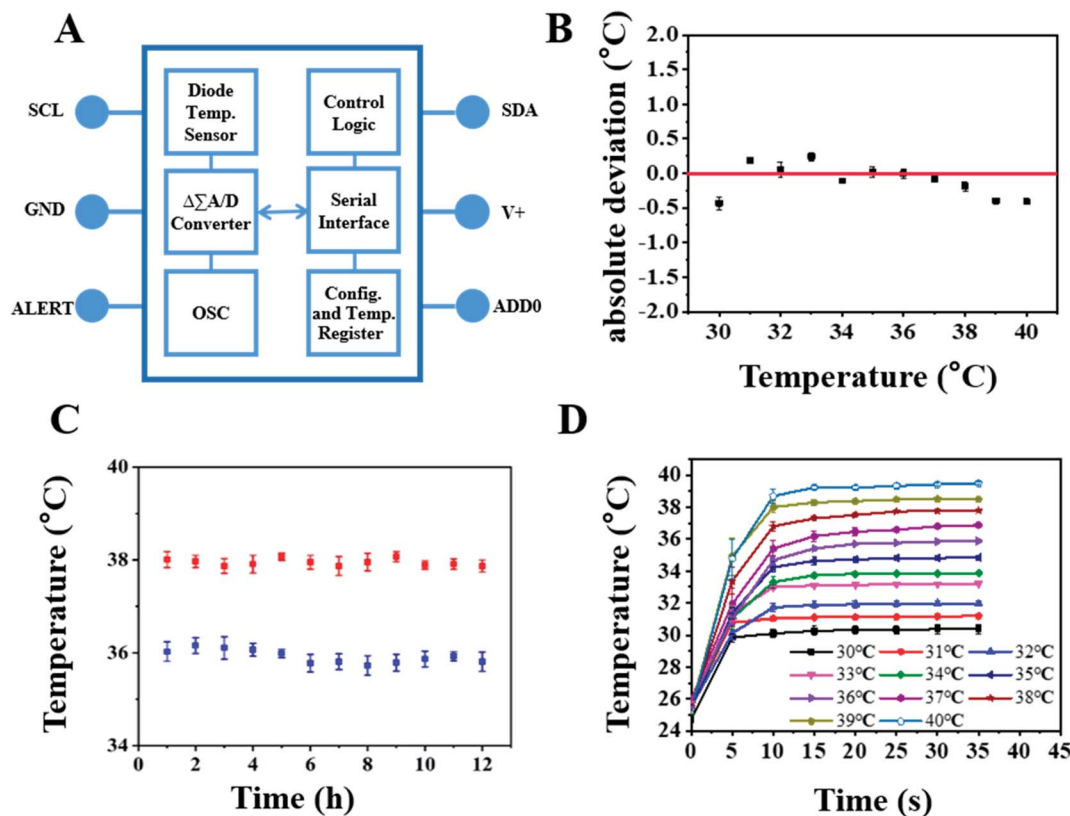 A
SCL
GND
ALERT
Diode
Temp.
Sensor
Δ∑A/D
Converter
OSC
Control
Logic
Serial
Interface
Config.
and Temp.
Register
SDA
V+
ADD0
B
absolute deviation (°C)
2.0
1.5
1.0
0.5
0.0
-0.5
-1.0
-1.5
-2.0
30 32 34 36 38 40
Temperature (°C)
C
Temperature (°C)
40
38
36
34
0 2 4 6 8 10 12
Time (h)
D
Temperature (°C)
40
38
36
34
32
30
28
26
24
30°C 31°C 32°C
33°C 34°C 35°C
36°C 37°C 38°C
39°C 40°C
0 5 10 15 20 25 30 35 40 45
Time (s)